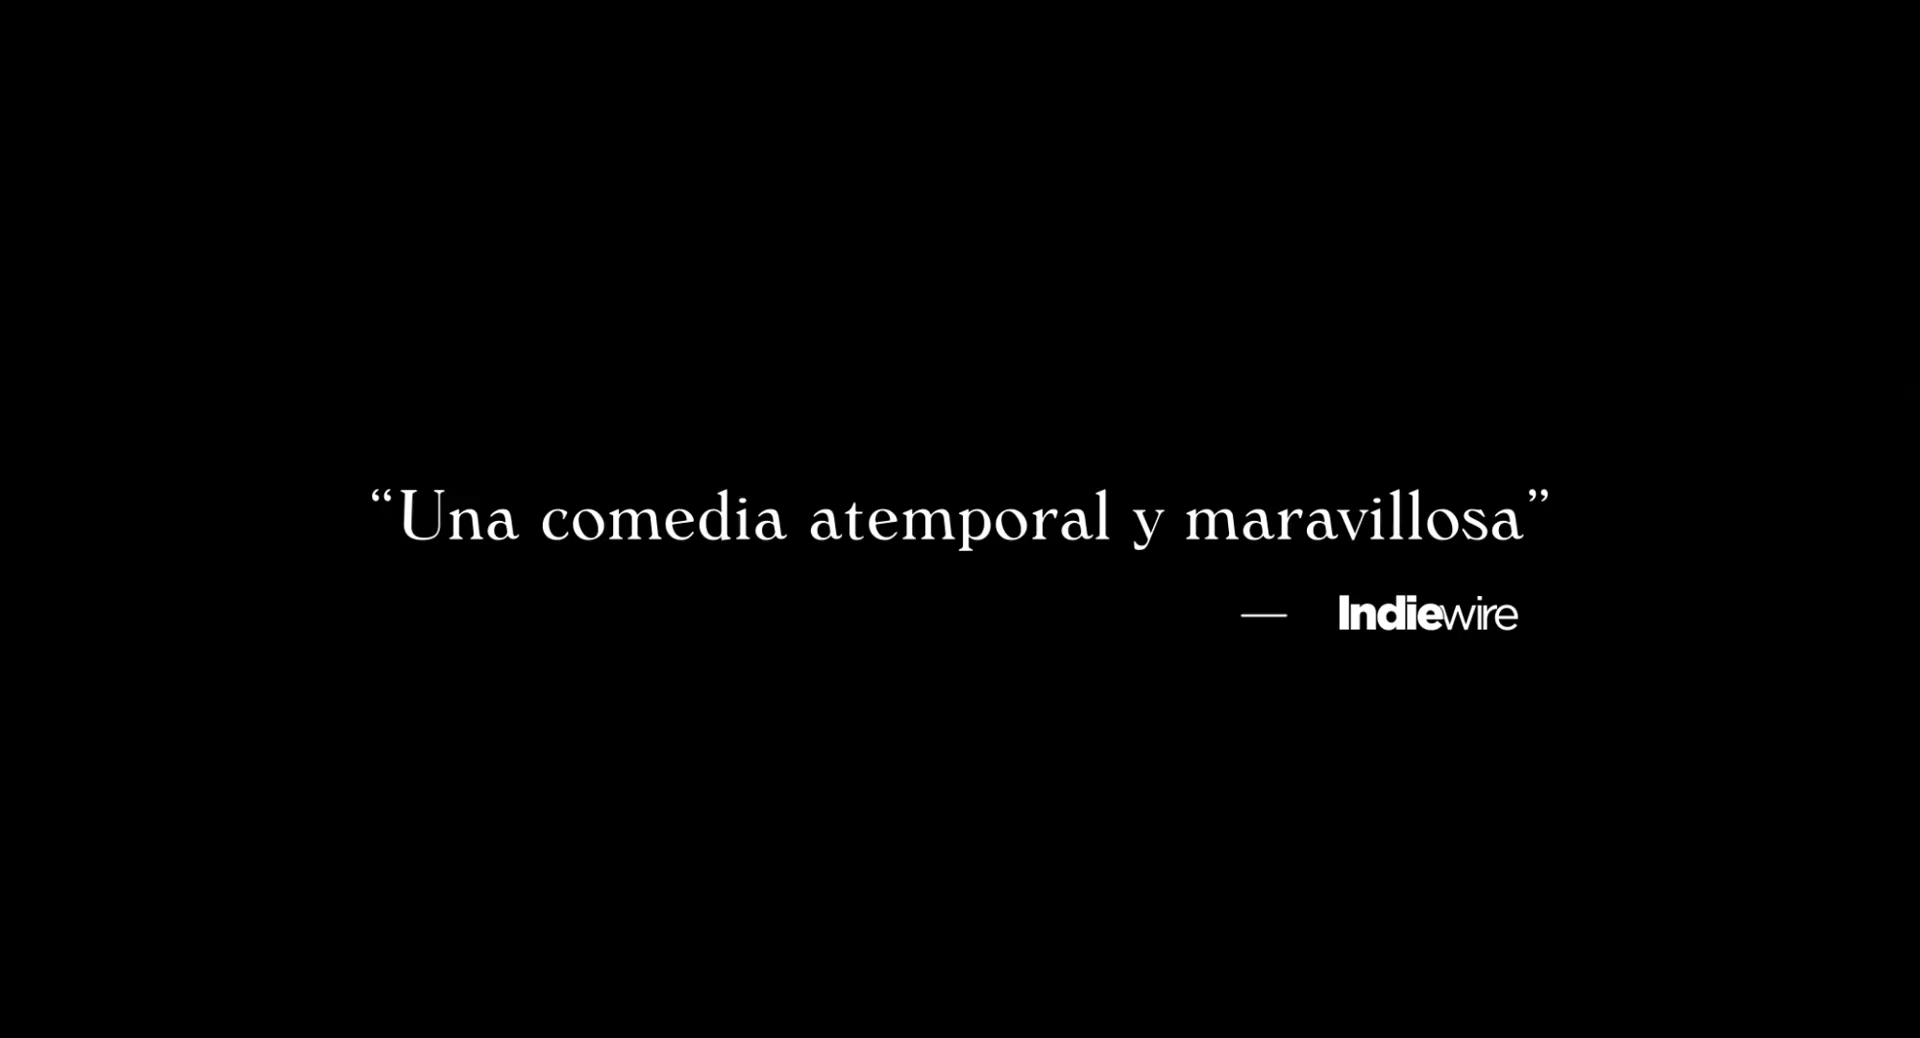 “Una comedia atemporal y maravillosa”
— Indiewire